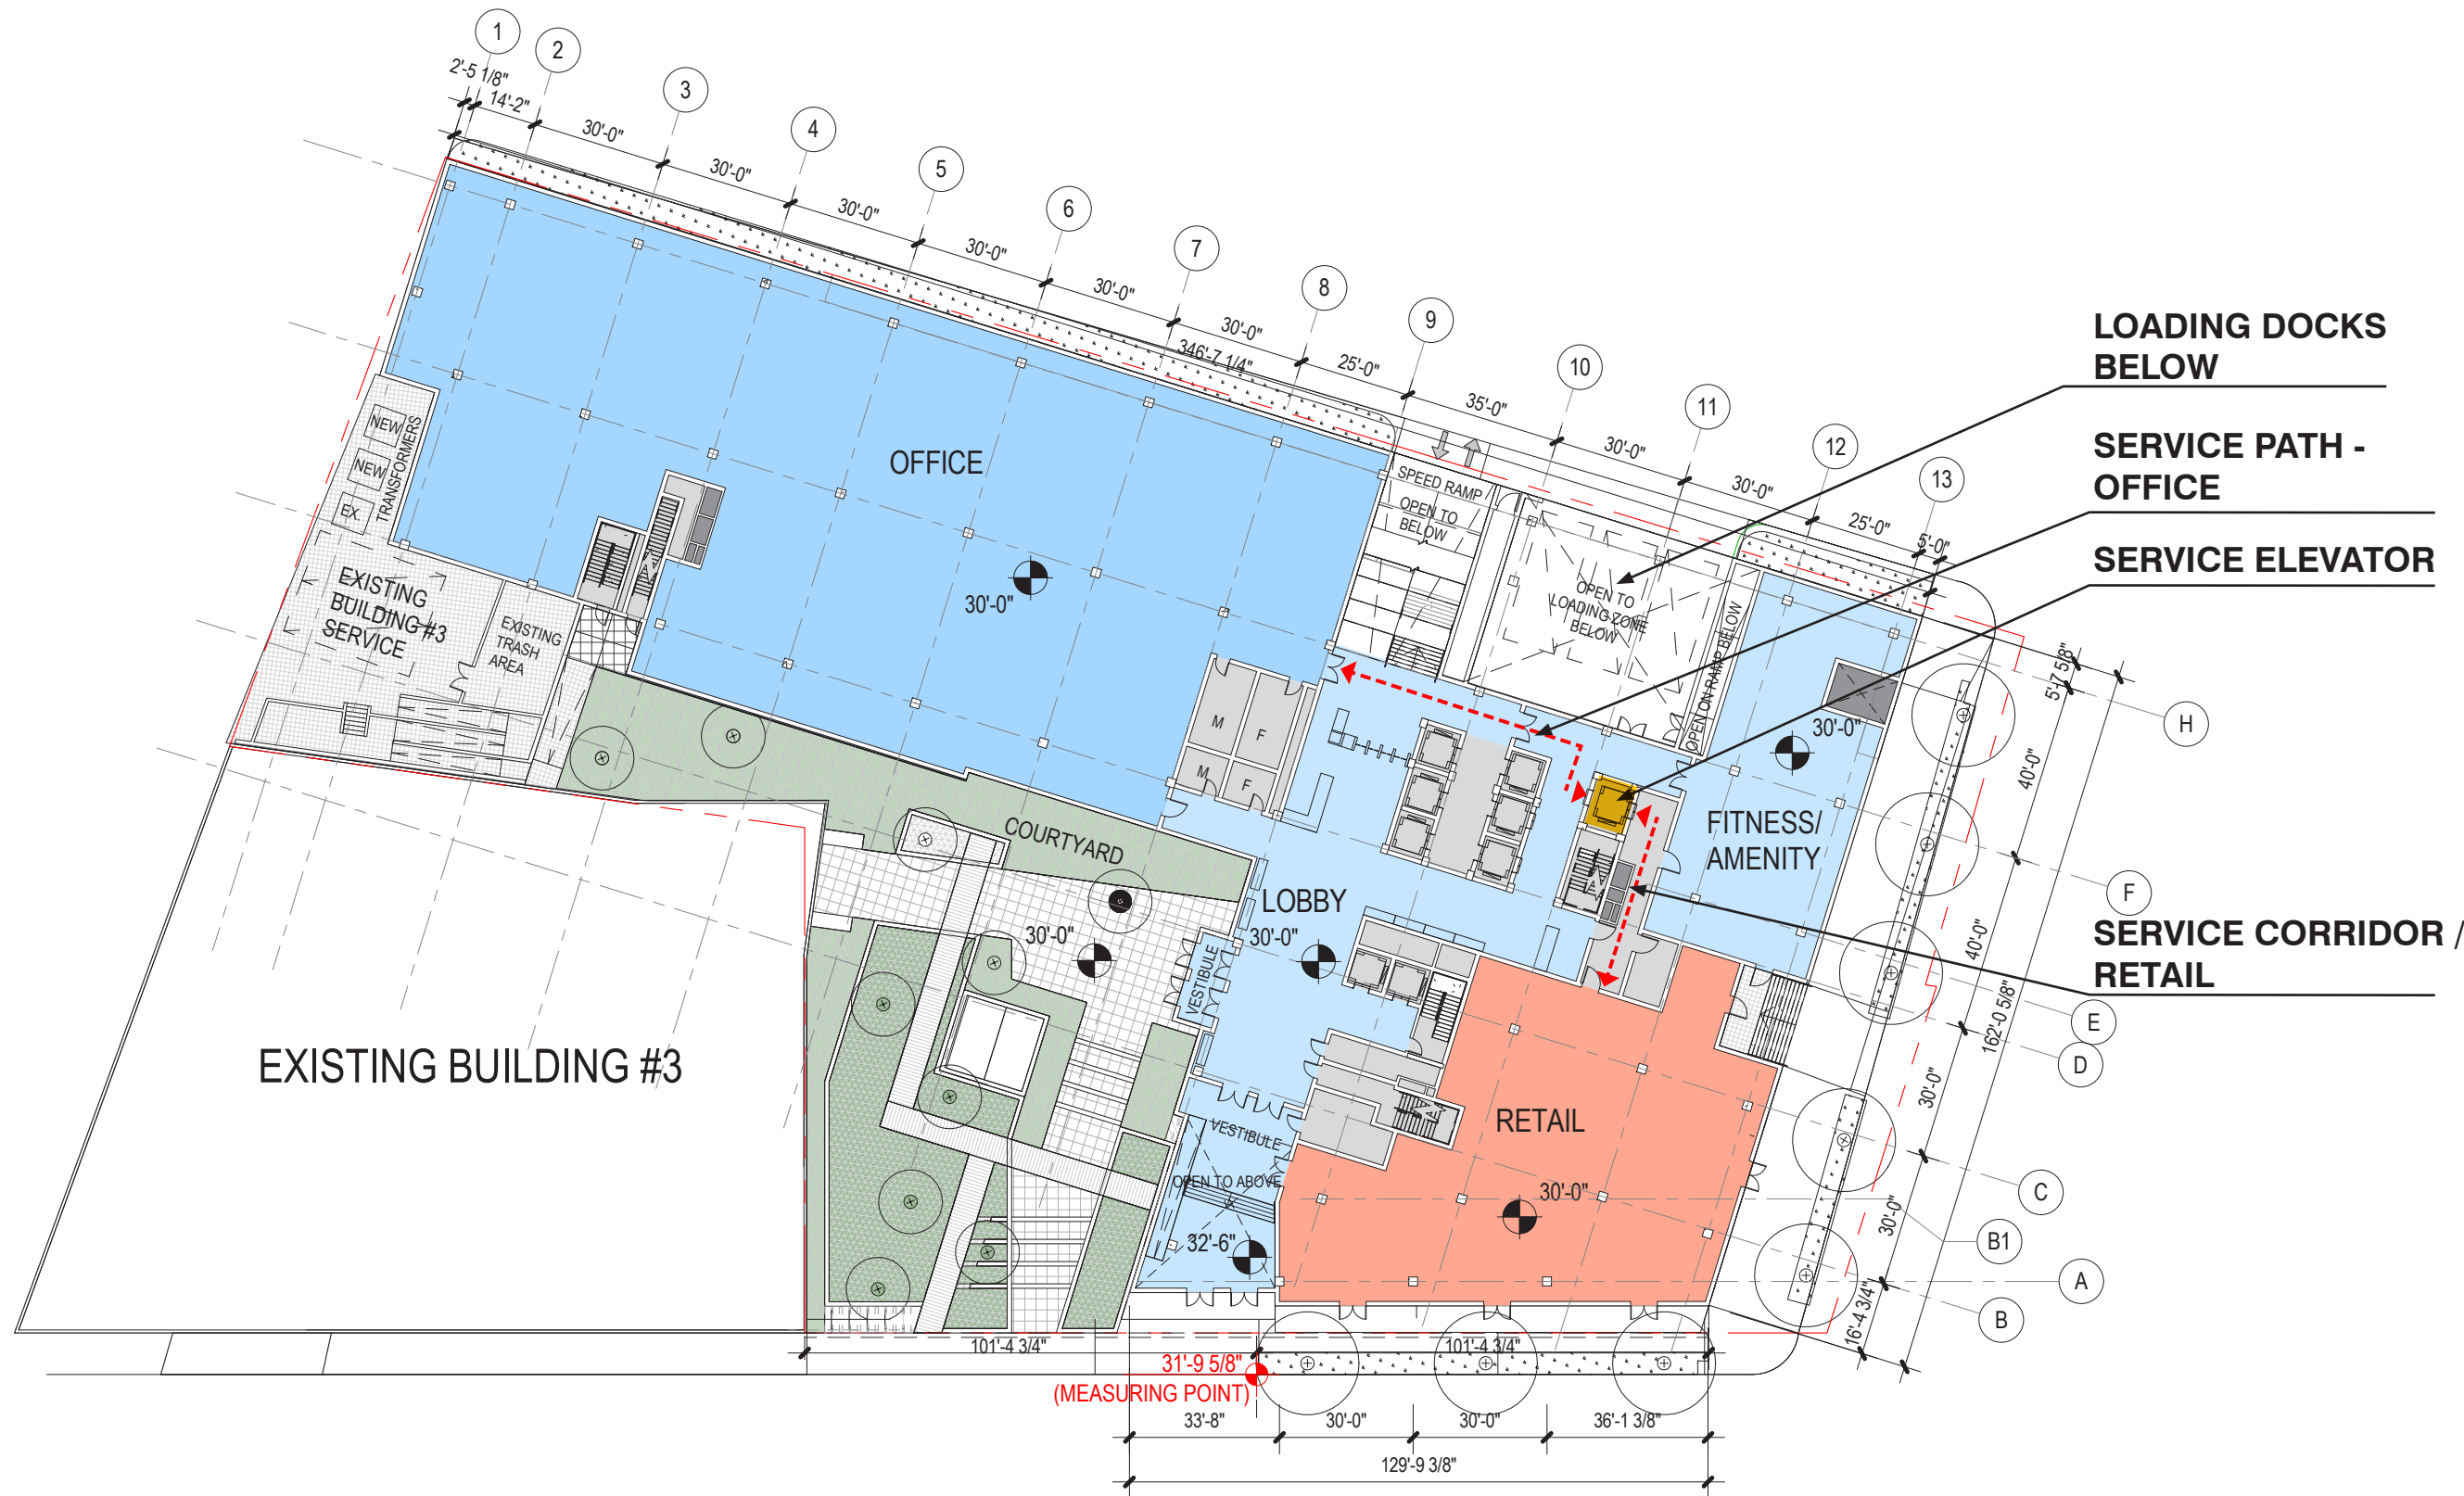 1
2
3
4
5
6
7
8
9
10
11
12
13
2'-5 1/8"
14'-2"
30'-0"
30'-0"
30'-0"
30'-0"
30'-0"
30'-0"
25'-0"
35'-0"
30'-0"
30'-0"
25'-0"
5'-0"
346'-7 1/4"
LOADING DOCKS
BELOW
SERVICE PATH -
OFFICE
SERVICE ELEVATOR
SERVICE CORRIDOR /
RETAIL
OFFICE
30'-0"
SPEED RAMP
OPEN TO
BELOW
OPEN TO
LOADING ZONE
BELOW
OPEN ON RAMP BELOW
NEW
NEW
EX.
TRANSFORMERS
EXISTING
BUILDING #3
SERVICE
EXISTING
TRASH
AREA
M
F
M
F
30'-0"
FITNESS/
AMENITY
COURTYARD
30'-0"
LOBBY
30'-0"
VESTIBULE
VESTIBULE
OPEN TO ABOVE
32'-6"
RETAIL
30'-0"
EXISTING BUILDING #3
5'-7 5/8"
40'-0"
40'-0"
162'-0 5/8"
30'-0"
30'-0"
16'-4 3/4"
H
F
E
D
C
B1
A
B
101'-4 3/4"
101'-4 3/4"
31'-9 5/8"
(MEASURING POINT)
33'-8"
30'-0"
30'-0"
36'-1 3/8"
129'-9 3/8"